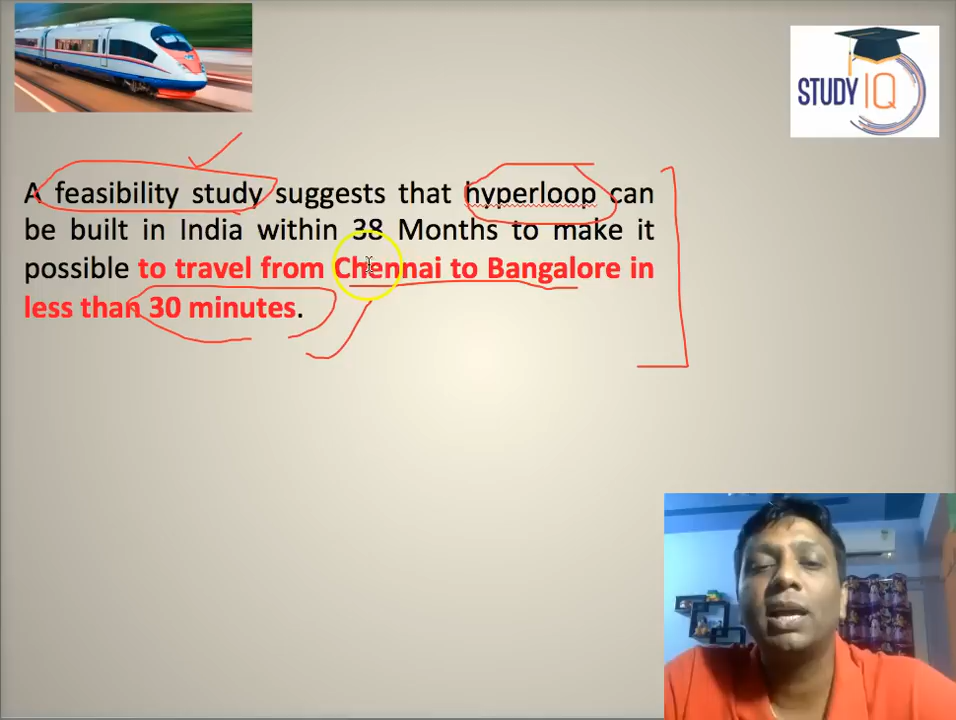 STUDY IQ
A feasibility study suggests that hyperloop can
be built in India within 38 Months to make it
possible to travel from Chennai to Bangalore in
less than 30 minutes.